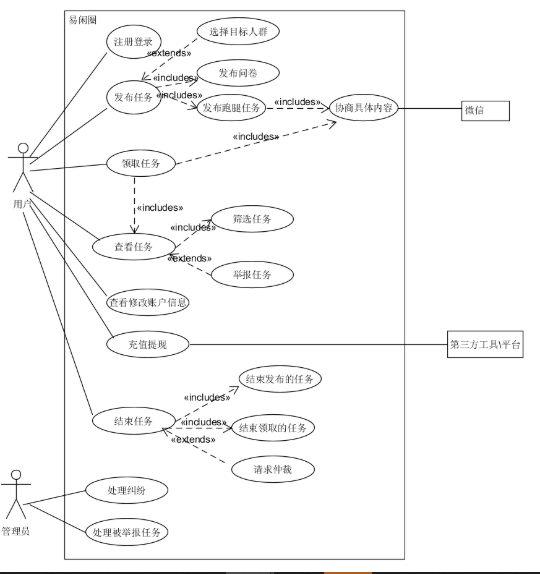 易闲圈
注册登录
选择目标人群
«extends»
发布问卷
«includes»
发布任务
«includes»
发布跑腿任务
«includes»
协商具体内容
微信
«includes»
领取任务
用户
«includes»
筛选任务
«includes»
查看任务
«extends»
举报任务
查看修改账户信息
充值提现
第三方工具\平台
结束发布的任务
«includes»
结束任务
«includes»
结束领取的任务
«extends»
请求仲裁
处理纠纷
管理员
处理被举报任务